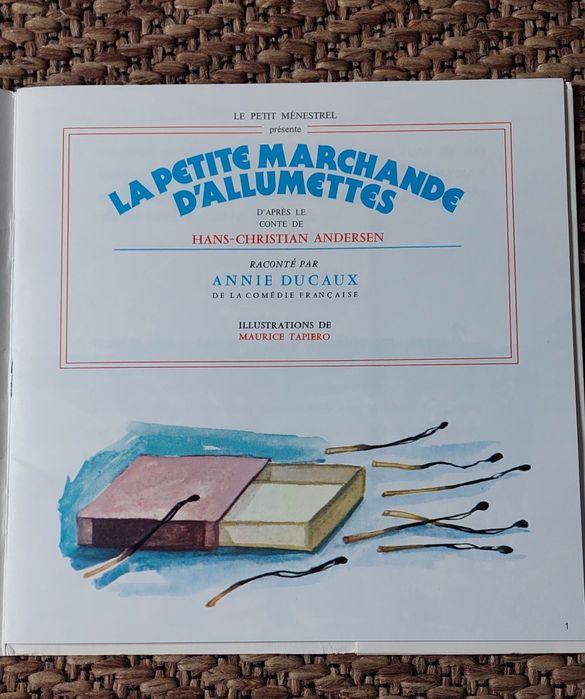 LE PETIT MÉNESTREL
présente
LA PETITE MARCHANDE
D'ALLUMETTES
D'APRÈS LE
CONTE DE
HANS-CHRISTIAN ANDERSEN
RACONTÉ PAR
ANNIE DUCAUX
DE LA COMÉDIE FRANÇAISE
ILLUSTRATIONS DE
MAURICE TAPIERO
1